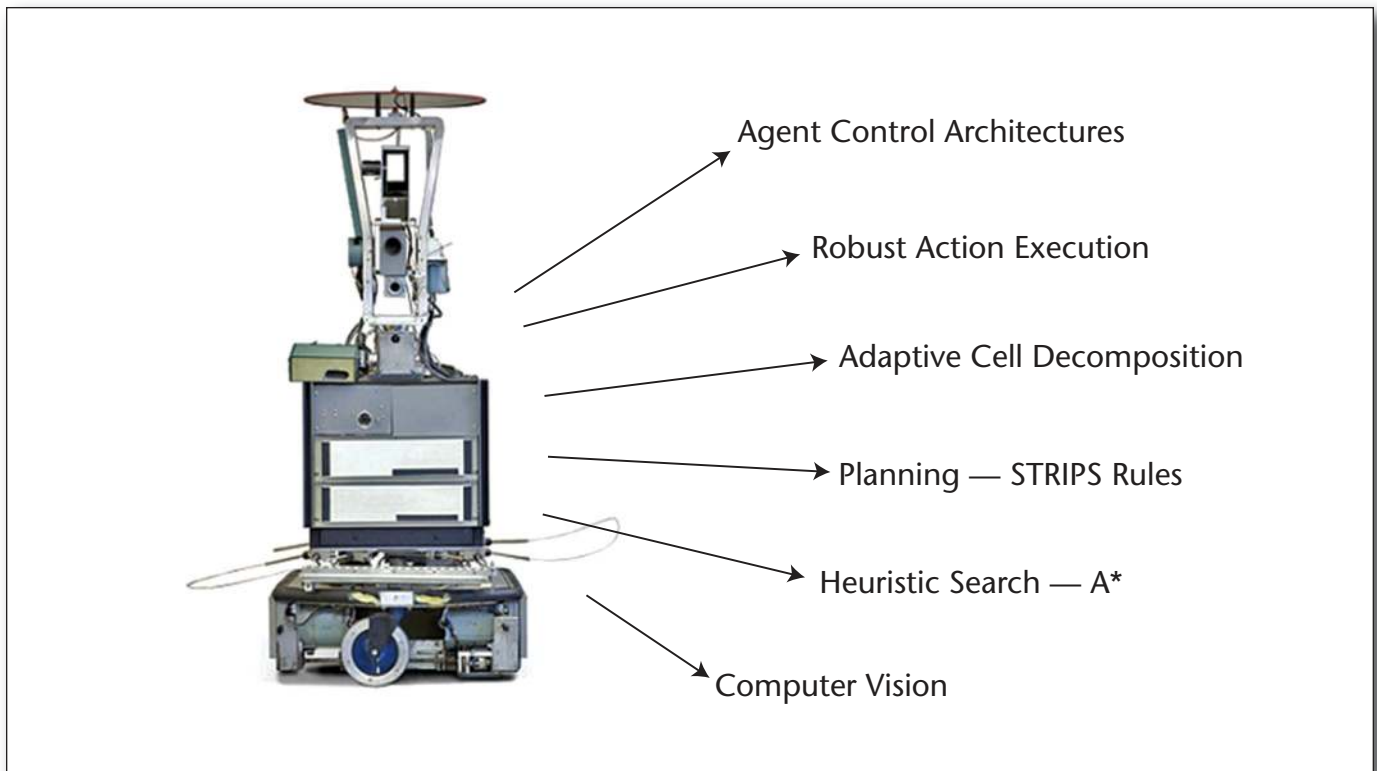 Agent Control Architectures
Robust Action Execution
Adaptive Cell Decomposition
Planning — STRIPS Rules
Heuristic Search — A*
Computer Vision